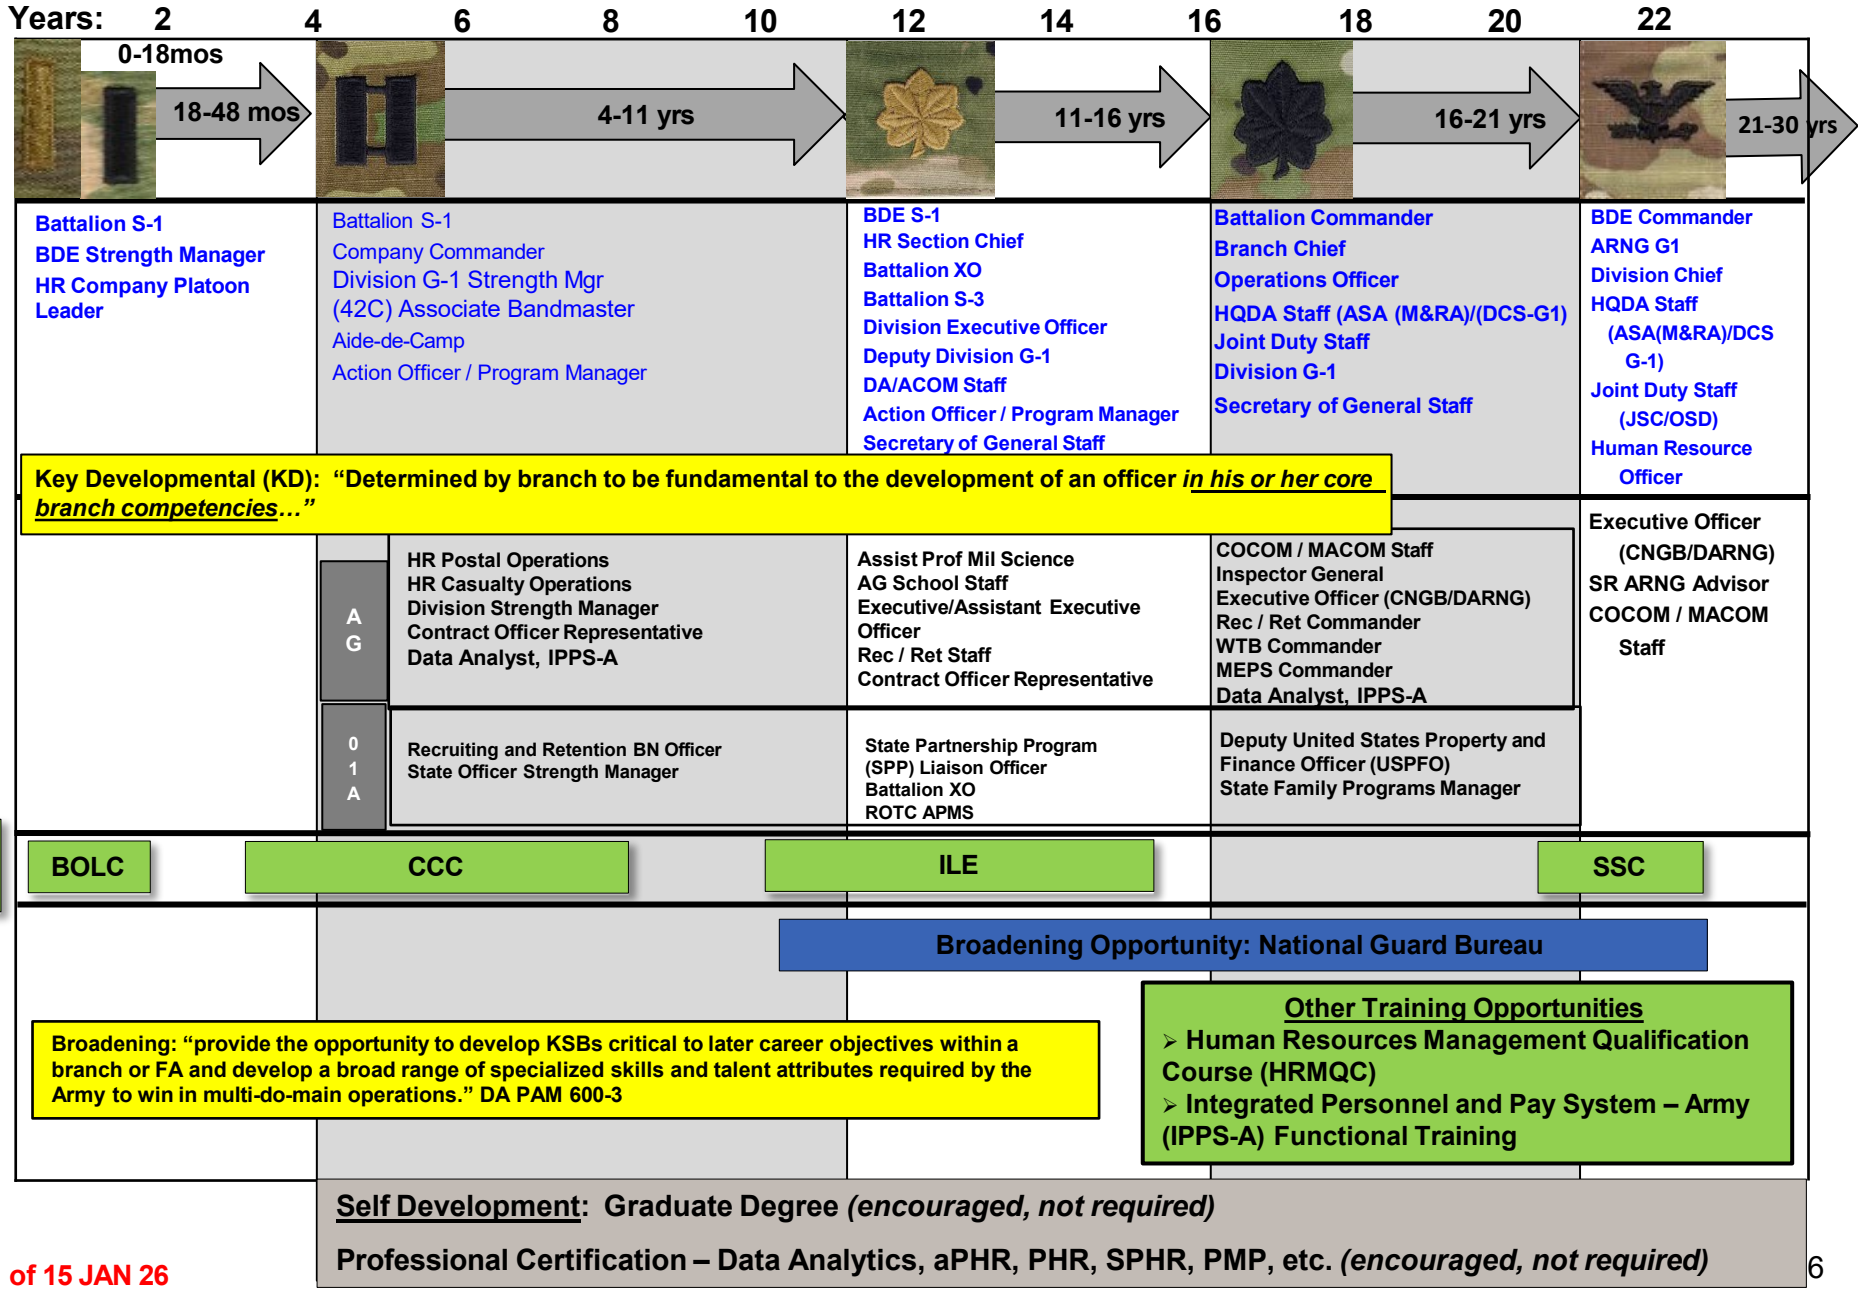 Years: 2 4 6 8 10 12 14 16 18 20 22
0-18mos
18-48 mos
4-11 yrs
11-16 yrs
16-21 yrs
21-30 yrs
Battalion S-1
BDE Strength Manager
HR Company Platoon
Leader
Battalion S-1
Company Commander
Division G-1 Strength Mgr
(42C) Associate Bandmaster
Aide-de-Camp
Action Officer / Program Manager
BDE S-1
HR Section Chief
Battalion XO
Battalion S-3
Division Executive Officer
Deputy Division G-1
DA/ACOM Staff
Action Officer / Program Manager
Secretary of General Staff
Battalion Commander
Branch Chief
Operations Officer
HQDA Staff (ASA (M&RA)/(DCS-G1)
Joint Duty Staff
Division G-1
Secretary of General Staff
BDE Commander
ARNG G1
Division Chief
HQDA Staff
(ASA(M&RA)/DCS
G-1)
Joint Duty Staff
(JSC/OSD)
Human Resource
Officer
Key Developmental (KD): “Determined by branch to be fundamental to the development of an officer in his or her core
branch competencies…”
A
G
HR Postal Operations
HR Casualty Operations
Division Strength Manager
Contract Officer Representative
Data Analyst, IPPS-A
Assist Prof Mil Science
AG School Staff
Executive/Assistant Executive
Officer
Rec / Ret Staff
Contract Officer Representative
COCOM / MACOM Staff
Inspector General
Executive Officer (CNGB/DARNG)
Rec / Ret Commander
WTB Commander
MEPS Commander
Data Analyst, IPPS-A
Executive Officer
(CNGB/DARNG)
SR ARNG Advisor
COCOM / MACOM
Staff
0
1
A
Recruiting and Retention BN Officer
State Officer Strength Manager
State Partnership Program
(SPP) Liaison Officer
Battalion XO
ROTC APMS
Deputy United States Property and
Finance Officer (USPFO)
State Family Programs Manager
BOLC
CCC
ILE
SSC
Broadening Opportunity: National Guard Bureau
Broadening: “provide the opportunity to develop KSBs critical to later career objectives within a
branch or FA and develop a broad range of specialized skills and talent attributes required by the
Army to win in multi-do-main operations.” DA PAM 600-3
Other Training Opportunities
➢ Human Resources Management Qualification
Course (HRMQC)
➢ Integrated Personnel and Pay System – Army
(IPPS-A) Functional Training
Self Development: Graduate Degree (encouraged, not required)
Professional Certification – Data Analytics, aPHR, PHR, SPHR, PMP, etc. (encouraged, not required)
of 15 JAN 26
6